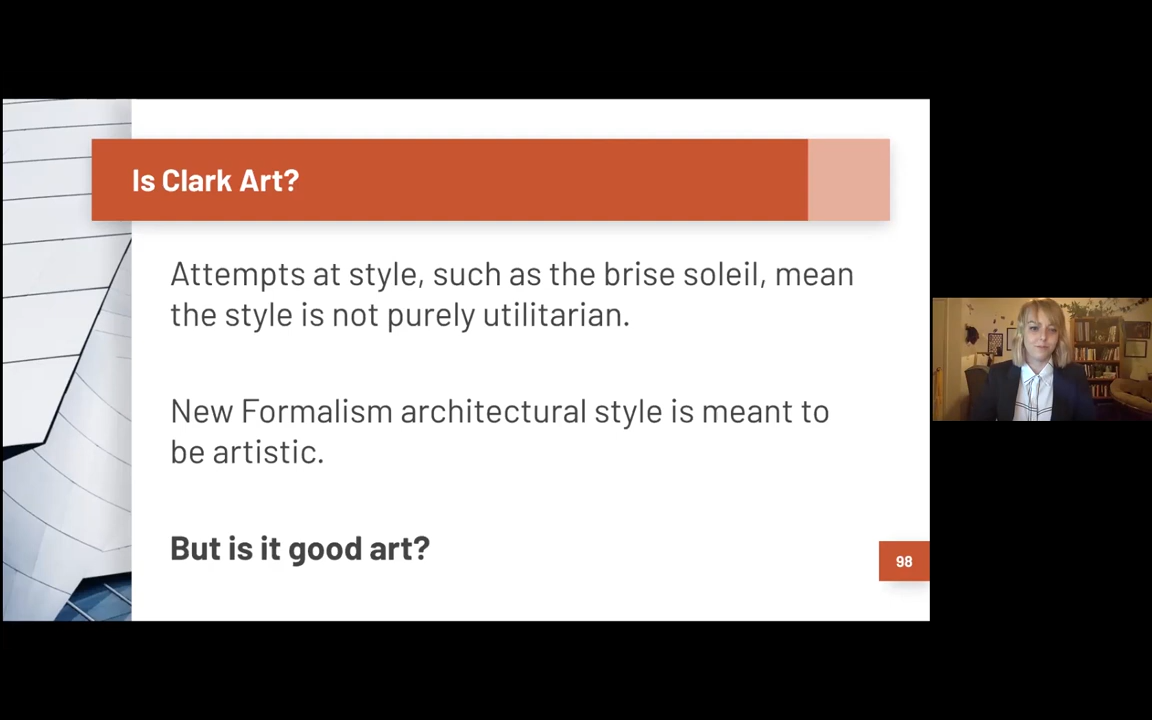 Is Clark Art?
Attempts at style, such as the brise soleil, mean
the style is not purely utilitarian.
New Formalism architectural style is meant to
be artistic.
But is it good art?
98